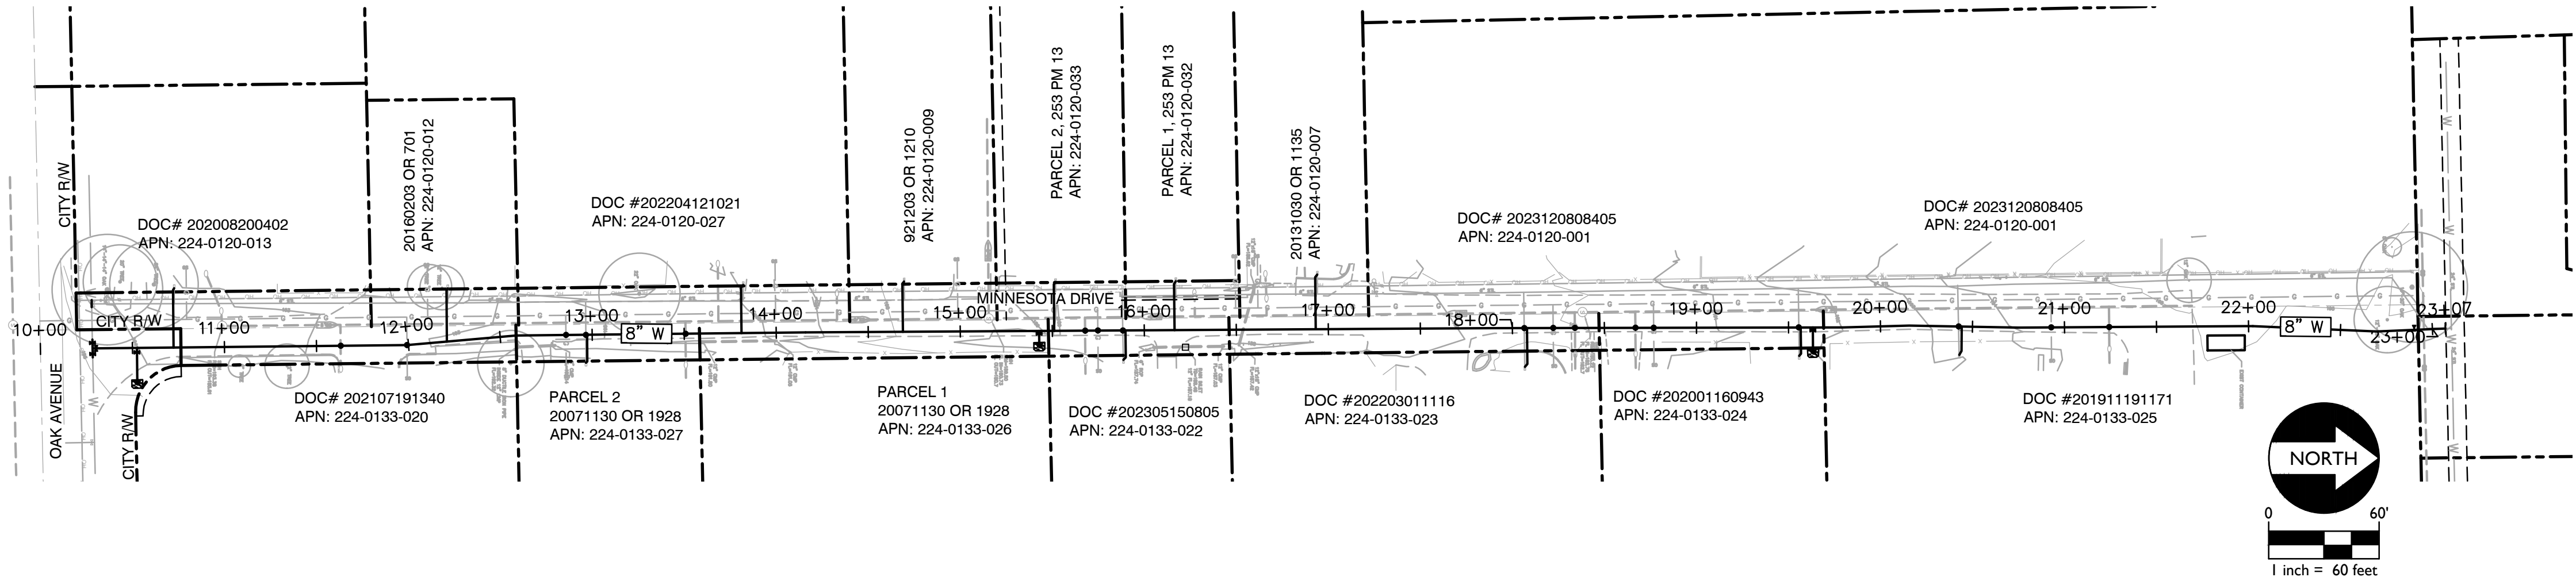 CITY R/W
DOC# 202008200402
APN: 224-0120-013
20160203 OR 701
APN: 224-0120-012
DOC #202204121021
APN: 224-0120-027
921203 OR 1210
APN: 224-0120-009
PARCEL 2, 253 PM 13
APN: 224-0120-033
PARCEL 1, 253 PM 13
APN: 224-0120-032
20131030 OR 1135
APN: 224-0120-007
DOC# 2023120808405
APN: 224-0120-001
DOC# 2023120808405
APN: 224-0120-001
MINNESOTA DRIVE
CITY R/W
10+00
11+00
12+00
13+00
14+00
15+00
16+00
17+00
18+00
19+00
20+00
21+00
22+00
23+07
23+00
8" W
8" W
OAK AVENUE
CITY R/W
DOC# 202107191340
APN: 224-0133-020
PARCEL 2
20071130 OR 1928
APN: 224-0133-027
PARCEL 1
20071130 OR 1928
APN: 224-0133-026
DOC #202305150805
APN: 224-0133-022
DOC #202203011116
APN: 224-0133-023
DOC #202001160943
APN: 224-0133-024
DOC #201911191171
APN: 224-0133-025
NORTH
0 60'
1 inch = 60 feet